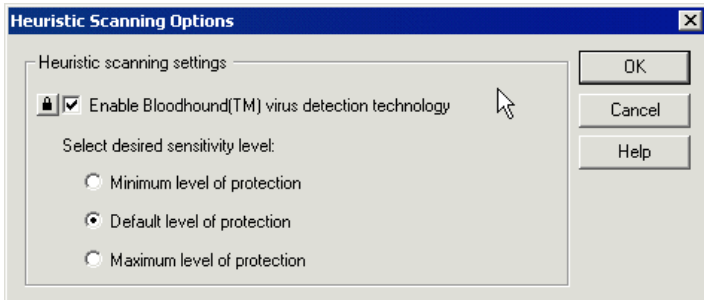 Heuristic Scanning Options
Heuristic scanning settings
Enable Bloodhound(TM) virus detection technology
Select desired sensitivity level:
Minimum level of protection
Default level of protection
Maximum level of protection
OK
Cancel
Help